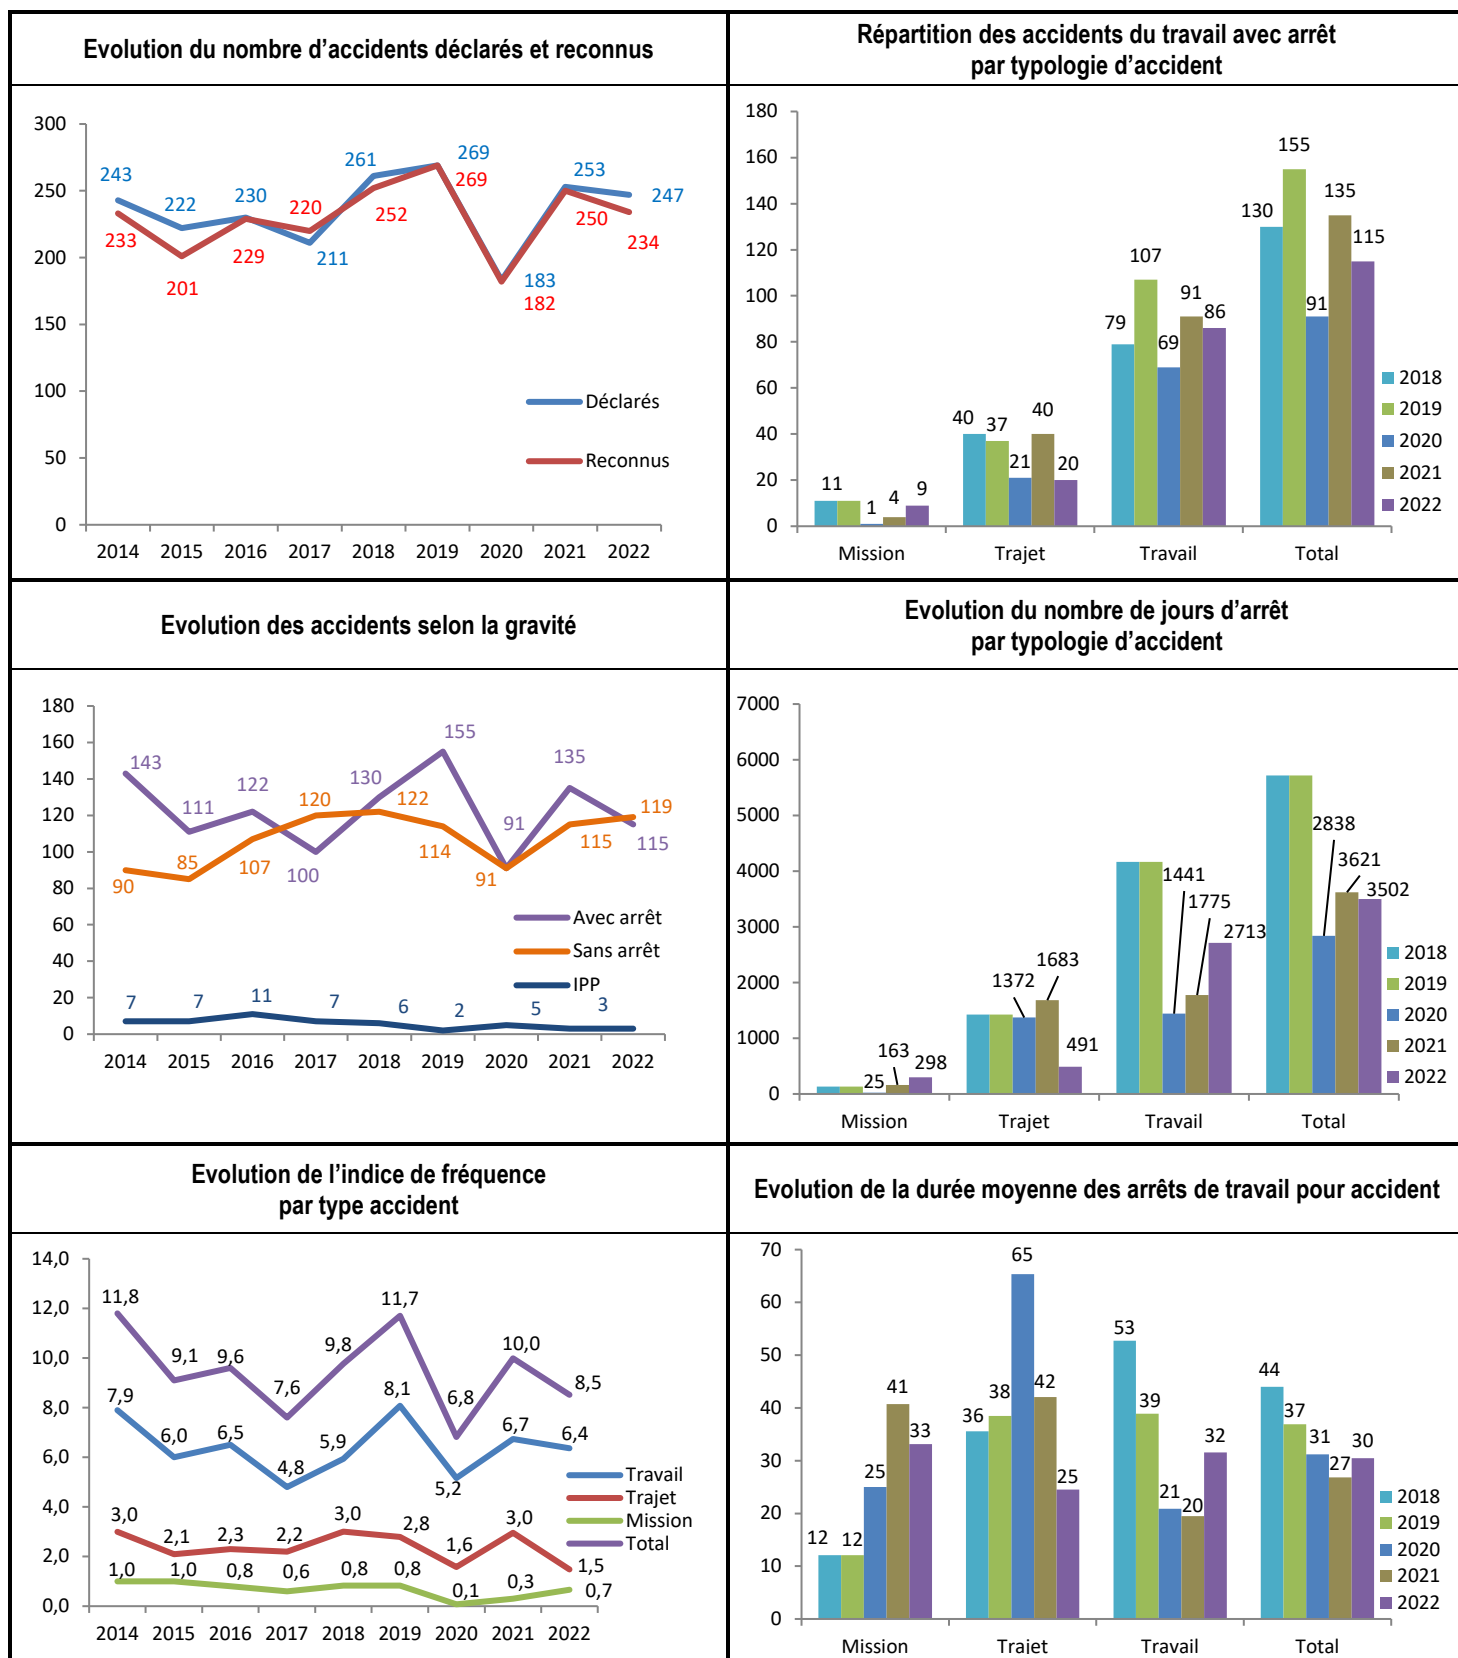 Evolution du nombre d'accidents déclarés et reconnus
300
250
200
150
100
50
0
243
222
230
211
261
269
183
253
247
233
201
229
220
252
269
182
250
234
Déclarés
Reconnus
2014 2015 2016 2017 2018 2019 2020 2021 2022
Répartition des accidents du travail avec arrêt
par typologie d'accident
180
160
140
120
100
80
60
40
20
0
11 1 4 9
40 37 21 40 20
79 107 69 91 86
130 155 91 135 115
2018
2019
2020
2021
2022
Mission Trajet Travail Total
Evolution des accidents selon la gravité
180
160
140
120
100
80
60
40
20
0
143 111 122 100 130 155 91 135 115
90 85 107 120 122 114 91 115 119
7 7 11 7 6 2 5 3
Avec arrêt
Sans arrêt
IPP
2014 2015 2016 2017 2018 2019 2020 2021 2022
Evolution du nombre de jours d'arrêt
par typologie d'accident
7000
6000
5000
4000
3000
2000
1000
0
25 163 298
1372 1683 491
1441 1775 2713
2838 3621 3502
2018
2019
2020
2021
2022
Mission Trajet Travail Total
Evolution de l'indice de fréquence
par type accident
14,0
12,0
10,0
8,0
6,0
4,0
2,0
0,0
11,8 9,1 9,6 7,6 9,8 11,7 6,8 10,0 8,5
7,9 6,0 6,5 4,8 5,9 8,1 5,2 6,7 6,4
3,0 2,1 2,3 2,2 3,0 2,8 1,6 3,0 1,5
1,0 1,0 0,8 0,6 0,8 0,8 0,1 0,3 0,7
Travail
Trajet
Mission
Total
2014 2015 2016 2017 2018 2019 2020 2021 2022
Evolution de la durée moyenne des arrêts de travail pour accident
70
60
50
40
30
20
10
0
12 12 25 41 33
36 38 65 42 25
53 39 21 20 32
44 37 31 27 30
2018
2019
2020
2021
2022
Mission Trajet Travail Total